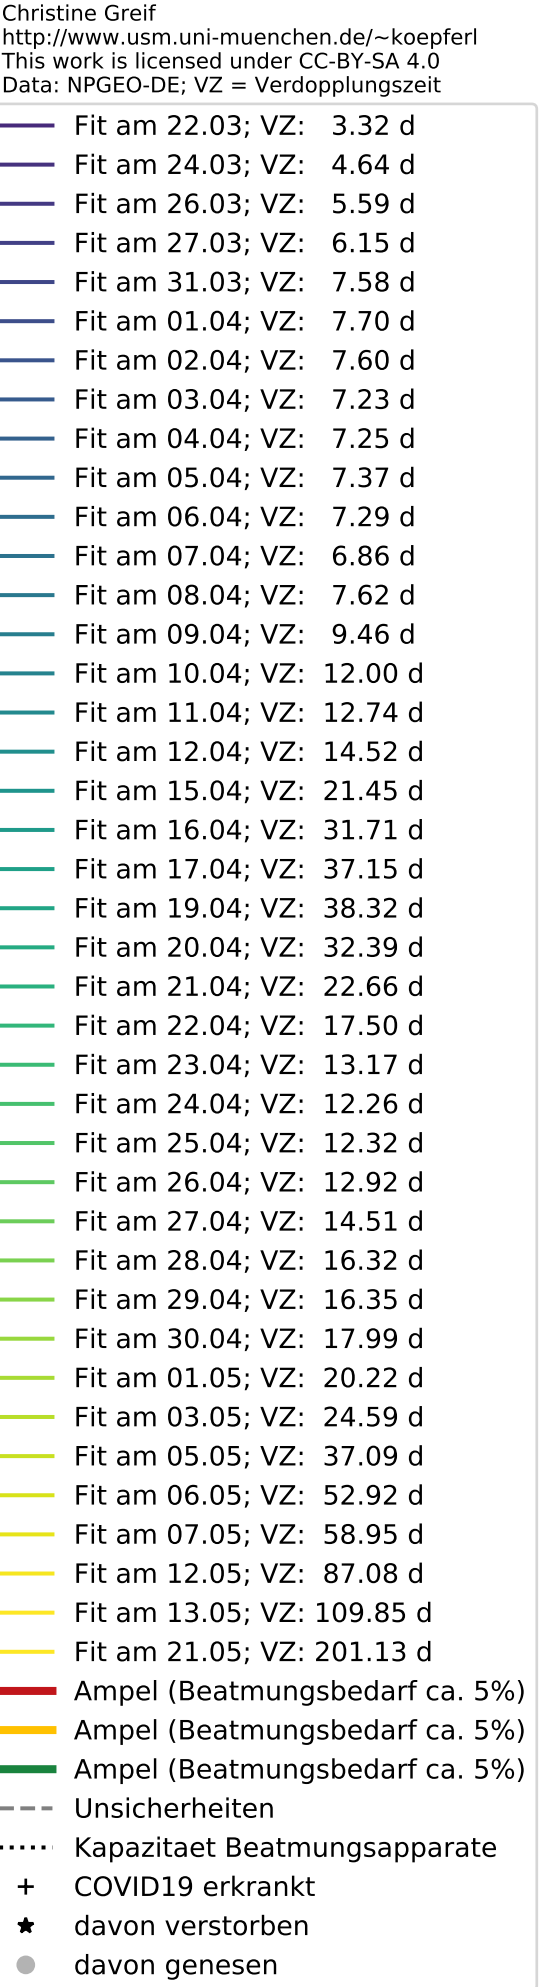 Christine Greif
http://www.usm.uni-muenchen.de/~koepferl
This work is licensed under CC-BY-SA 4.0
Data: NPGEO-DE; VZ = Verdopplungszeit
Fit am 22.03; VZ: 3.32 d
Fit am 24.03; VZ: 4.64 d
Fit am 26.03; VZ: 5.59 d
Fit am 27.03; VZ: 6.15 d
Fit am 31.03; VZ: 7.58 d
Fit am 01.04; VZ: 7.70 d
Fit am 02.04; VZ: 7.60 d
Fit am 03.04; VZ: 7.23 d
Fit am 04.04; VZ: 7.25 d
Fit am 05.04; VZ: 7.37 d
Fit am 06.04; VZ: 7.29 d
Fit am 07.04; VZ: 6.86 d
Fit am 08.04; VZ: 7.62 d
Fit am 09.04; VZ: 9.46 d
Fit am 10.04; VZ: 12.00 d
Fit am 11.04; VZ: 12.74 d
Fit am 12.04; VZ: 14.52 d
Fit am 15.04; VZ: 21.45 d
Fit am 16.04; VZ: 31.71 d
Fit am 17.04; VZ: 37.15 d
Fit am 19.04; VZ: 38.32 d
Fit am 20.04; VZ: 32.39 d
Fit am 21.04; VZ: 22.66 d
Fit am 22.04; VZ: 17.50 d
Fit am 23.04; VZ: 13.17 d
Fit am 24.04; VZ: 12.26 d
Fit am 25.04; VZ: 12.32 d
Fit am 26.04; VZ: 12.92 d
Fit am 27.04; VZ: 14.51 d
Fit am 28.04; VZ: 16.32 d
Fit am 29.04; VZ: 16.35 d
Fit am 30.04; VZ: 17.99 d
Fit am 01.05; VZ: 20.22 d
Fit am 03.05; VZ: 24.59 d
Fit am 05.05; VZ: 37.09 d
Fit am 06.05; VZ: 52.92 d
Fit am 07.05; VZ: 58.95 d
Fit am 12.05; VZ: 87.08 d
Fit am 13.05; VZ: 109.85 d
Fit am 21.05; VZ: 201.13 d
Ampel (Beatmungsbedarf ca. 5%)
Ampel (Beatmungsbedarf ca. 5%)
Ampel (Beatmungsbedarf ca. 5%)
Unsicherheiten
Kapazitaet Beatmungsapparate
COVID19 erkrankt
davon verstorben
davon genesen